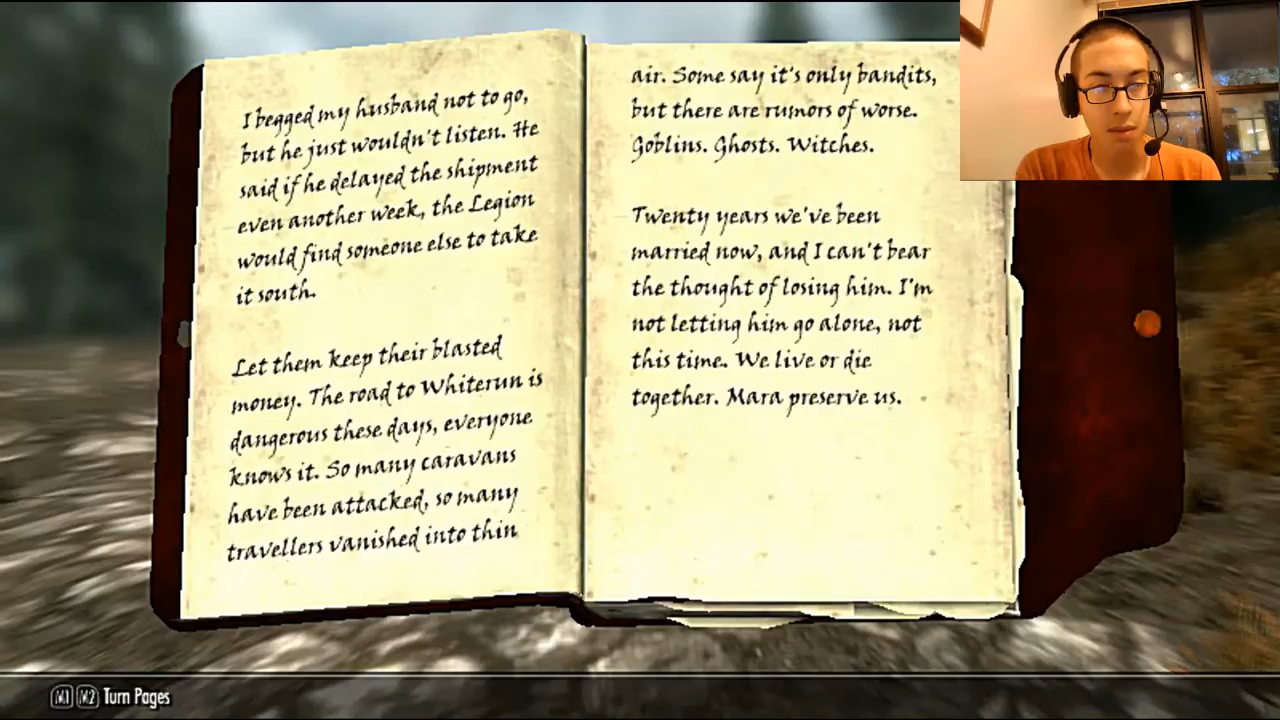 I begged my husband not to go,
but he just wouldn't listen. He
said if he delayed the shipment
even another week, the Legion
would find someone else to take
it south.
Let them keep their blasted
money. The road to Whiterun is
dangerous these days, everyone
knows it. So many caravans
have been attacked, so many
travellers vanished into thin
air. Some say it's only bandits,
but there are rumors of worse.
Goblins. Ghosts. Witches.
Twenty years we've been
married now, and I can't bear
the thought of losing him. I'm
not letting him go alone, not
this time. We live or die
together. Mara preserve us.
M1 M2 Turn Pages